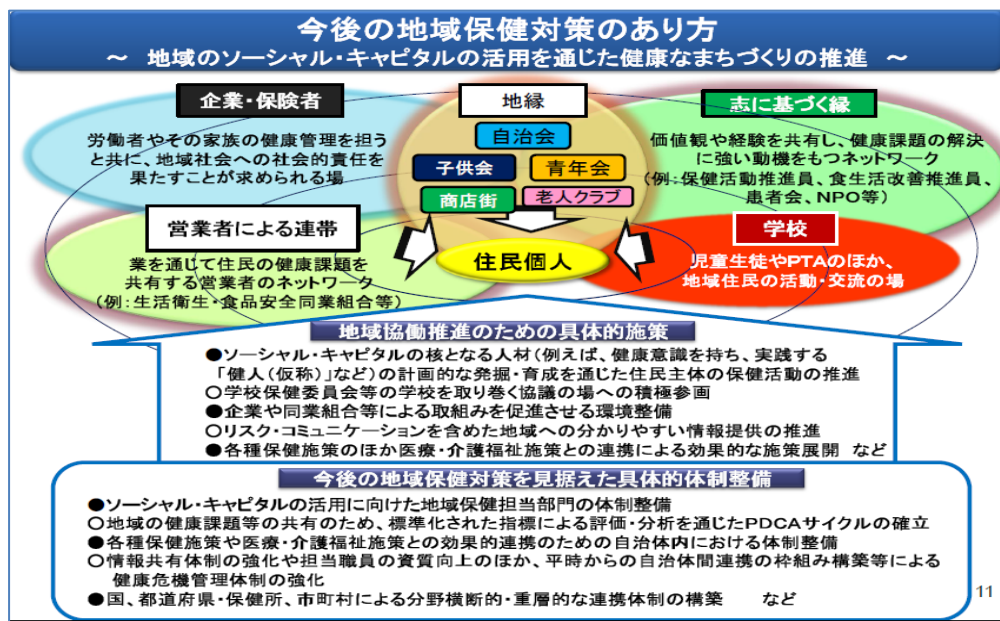 今後の地域保健対策のあり方
～ 地域のソーシャル・キャピタルの活用を通じた健康なまちづくりの推進 ～
企業・保険者
労働者やその家族の健康管理を担う
と共に、地域社会への社会的責任を
果たすことが求められる場
地縁
自治会
子供会
青年会
商店街
老人クラブ
志に基づく縁
価値観や経験を共有し、健康課題の解決
に強い動機をもつネットワーク
（例：保健活動推進員、食生活改善推進員、
患者会、NPO等）
営業者による連帯
業を通じて住民の健康課題を
共有する営業者のネットワーク
（例：生活衛生・食品安全同業組合等）
住民個人
学校
児童生徒やPTAのほか、
地域住民の活動・交流の場
地域協働推進のための具体的施策
●ソーシャル・キャピタルの核となる人材（例えば、健康意識を持ち、実践する
「健人（仮称）」など）の計画的な発掘・育成を通じた住民主体の保健活動の推進
○学校保健委員会等の学校を取り巻く協議の場への積極参画
●企業や同業組合等による取組みを促進させる環境整備
○リスク・コミュニケーションを含めた地域への分かりやすい情報提供の推進
●各種保健施策のほか医療・介護福祉施策との連携による効果的な施策展開 など
今後の地域保健対策を見据えた具体的体制整備
●ソーシャル・キャピタルの活用に向けた地域保健担当部門の体制整備
○地域の健康課題等の共有のため、標準化された指標による評価・分析を通じたPDCAサイクルの確立
●各種保健施策や医療・介護福祉施策との効果的連携のための自治体内における体制整備
○情報共有体制の強化や担当職員の資質向上のほか、平時からの自治体間連携の枠組み構築等による
健康危機管理体制の強化
●国、都道府県・保健所、市町村による分野横断的・重層的な連携体制の構築 など
11